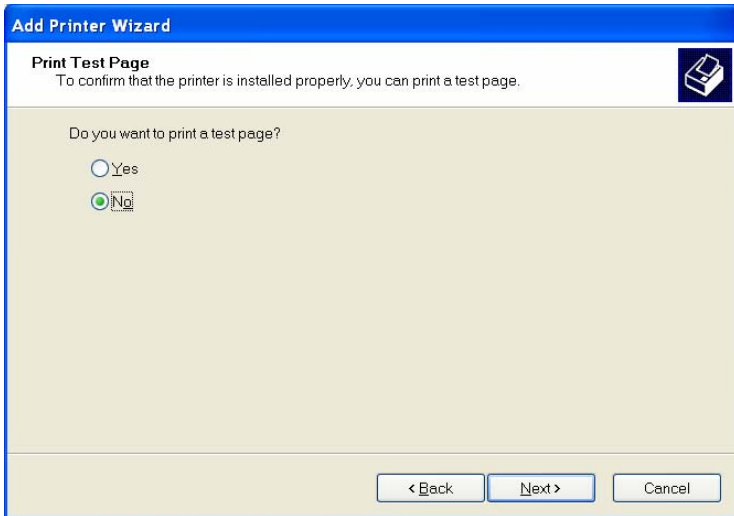 Add Printer Wizard
Print Test Page
To confirm that the printer is installed properly, you can print a test page.
Do you want to print a test page?
Yes
No
< Back Next > Cancel